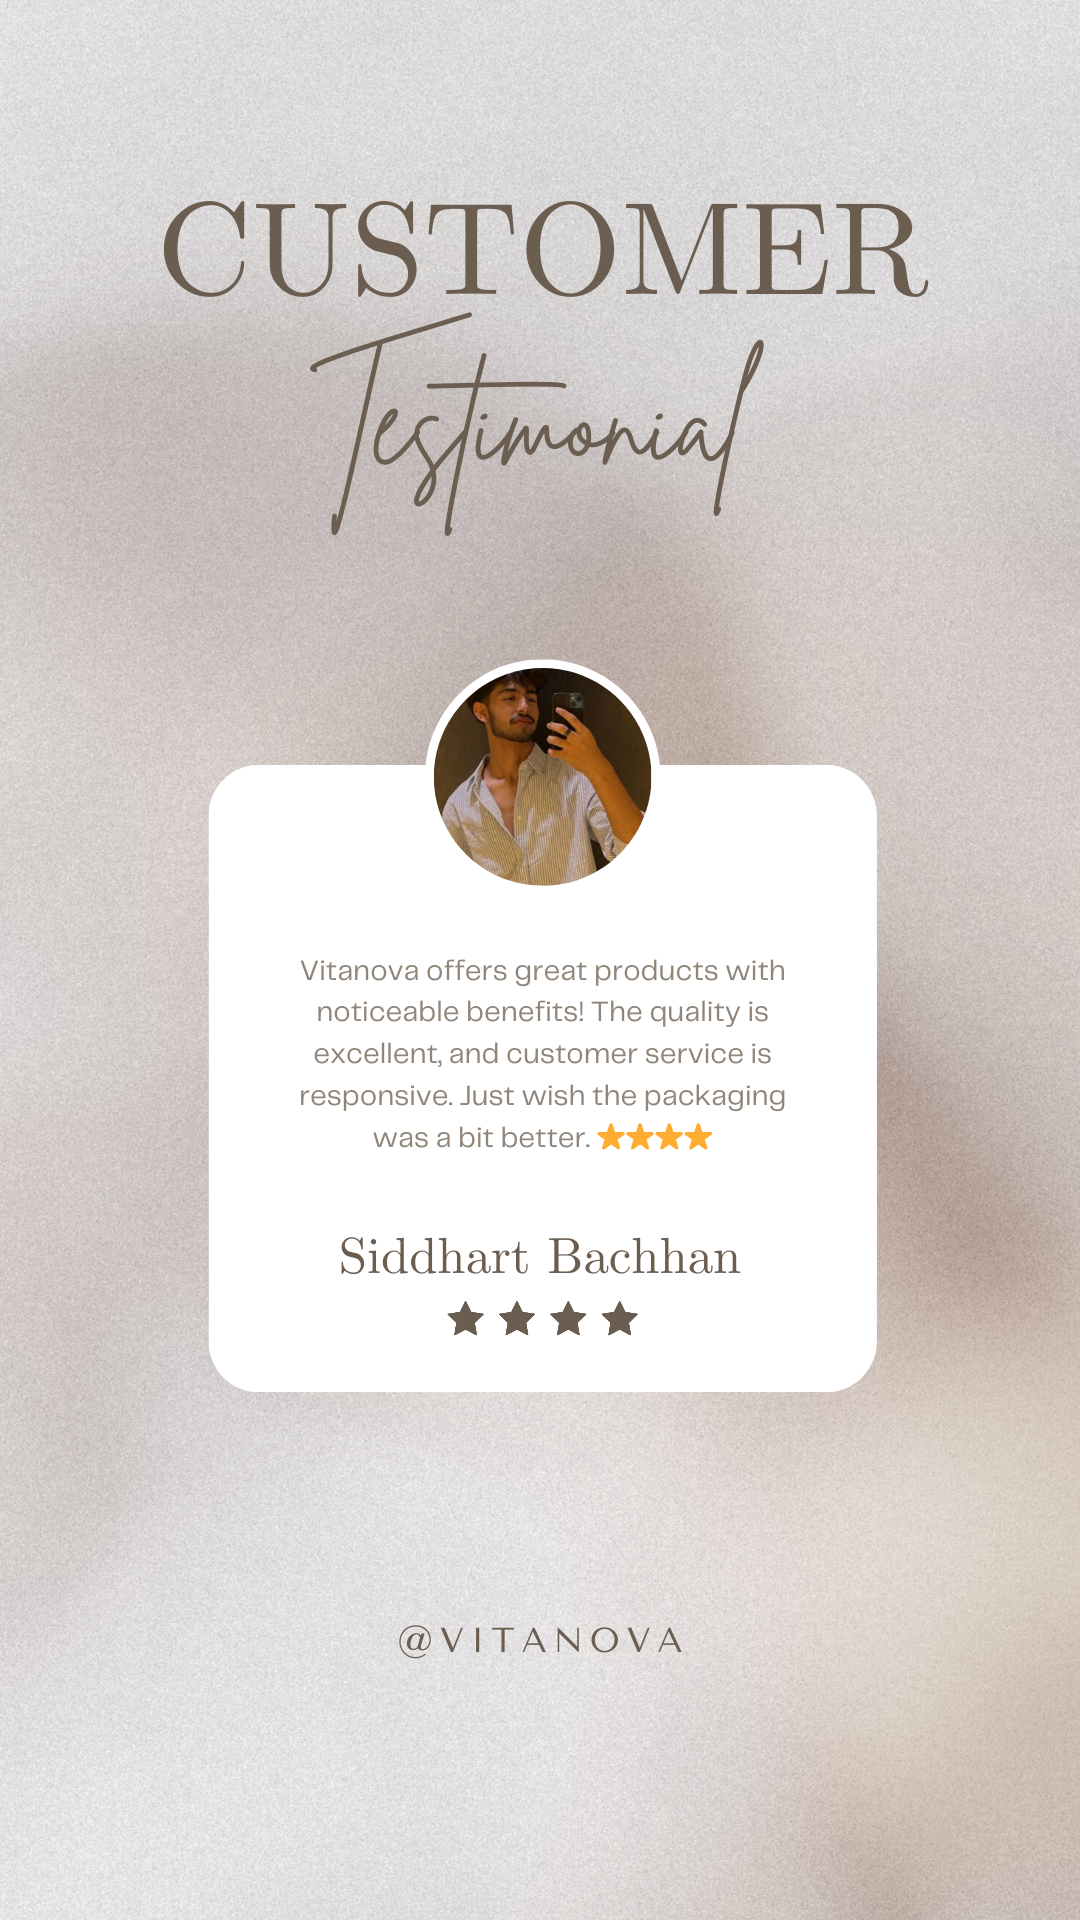 CUSTOMER
Testimonial
Vitanova offers great products with
noticeable benefits! The quality is
excellent, and customer service is
responsive. Just wish the packaging
was a bit better. ⭐⭐⭐⭐
Siddhart Bachhan
★ ★ ★ ★
@VITANOVA